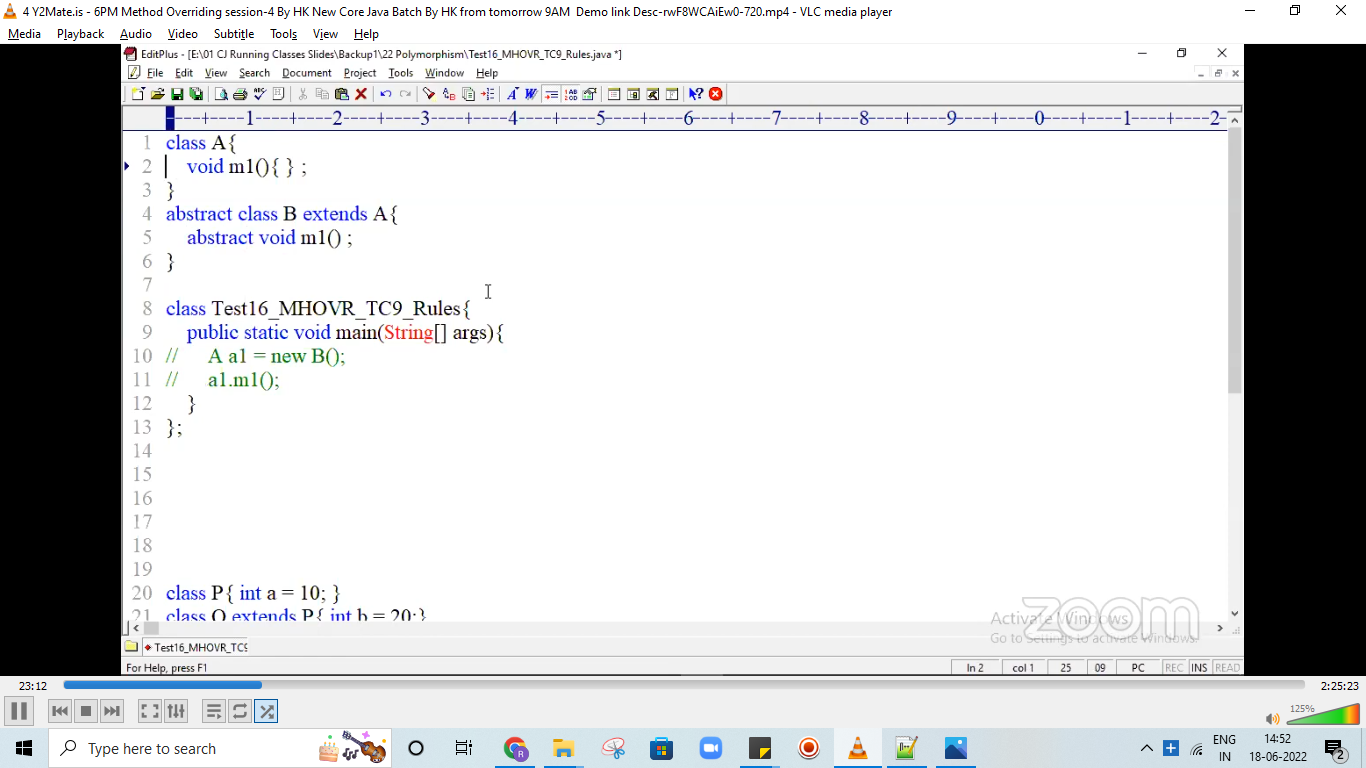 4 Y2Mate.is - 6PM Method Overriding session-4 By HK New Core Java Batch By HK from tomorrow 9AM  Demo link Desc-rwF8WCAiEw0-720.mp4 - VLC media player
Media Playback Audio Video Subtitle Tools View Help
EditPlus - [E:\01 CJ Running Classes Slides\Backup1\22 Polymorphism\Test16_MHOVR_TC9_Rules.java *]
File Edit View Search Document Project Tools Window Help
----+----1----+----2----+----3----+----4----+----5----+----6----+----7----+----8----+----9----+----0----+----1----+----2-
1 class A{
2 void m1(){ } ;
3 }
4 abstract class B extends A{
5 abstract void m1() ;
6 }
7
8 class Test16_MHOVR_TC9_Rules{
9 public static void main(String[] args){
10 // A a1 = new B();
11 // a1.m1();
12 }
13 };
14
15
16
17
18
19
20 class P{ int a = 10; }
21 class Q extends P{ int b = 20;}
Activate Windows
Go to Settings to activate Windows.
zoom
Test16_MHOVR_TC9
For Help, press F1 ln 2 col 1 25 09 PC REC INS READ
23:12 2:25:23
125%
Type here to search
ENG
IN
14:52
18-06-2022
2